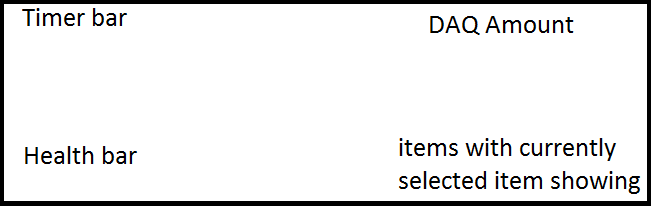 Timer bar
DAQ Amount
Health bar
items with currently
selected item showing